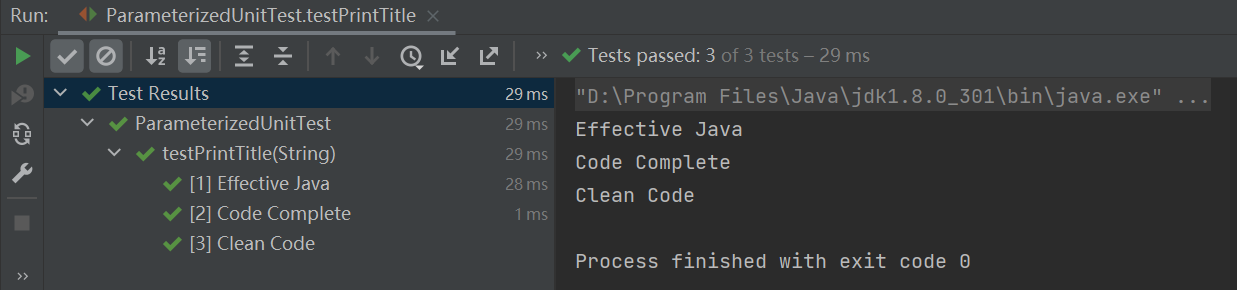 Run: ParameterizedUnitTest.testPrintTitle
Tests passed: 3 of 3 tests – 29 ms
Test Results 29 ms
ParameterizedUnitTest 29 ms
testPrintTitle(String) 29 ms
[1] Effective Java 28 ms
[2] Code Complete 1 ms
[3] Clean Code
"D:\Program Files\Java\jdk1.8.0_301\bin\java.exe" ...
Effective Java
Code Complete
Clean Code
Process finished with exit code 0